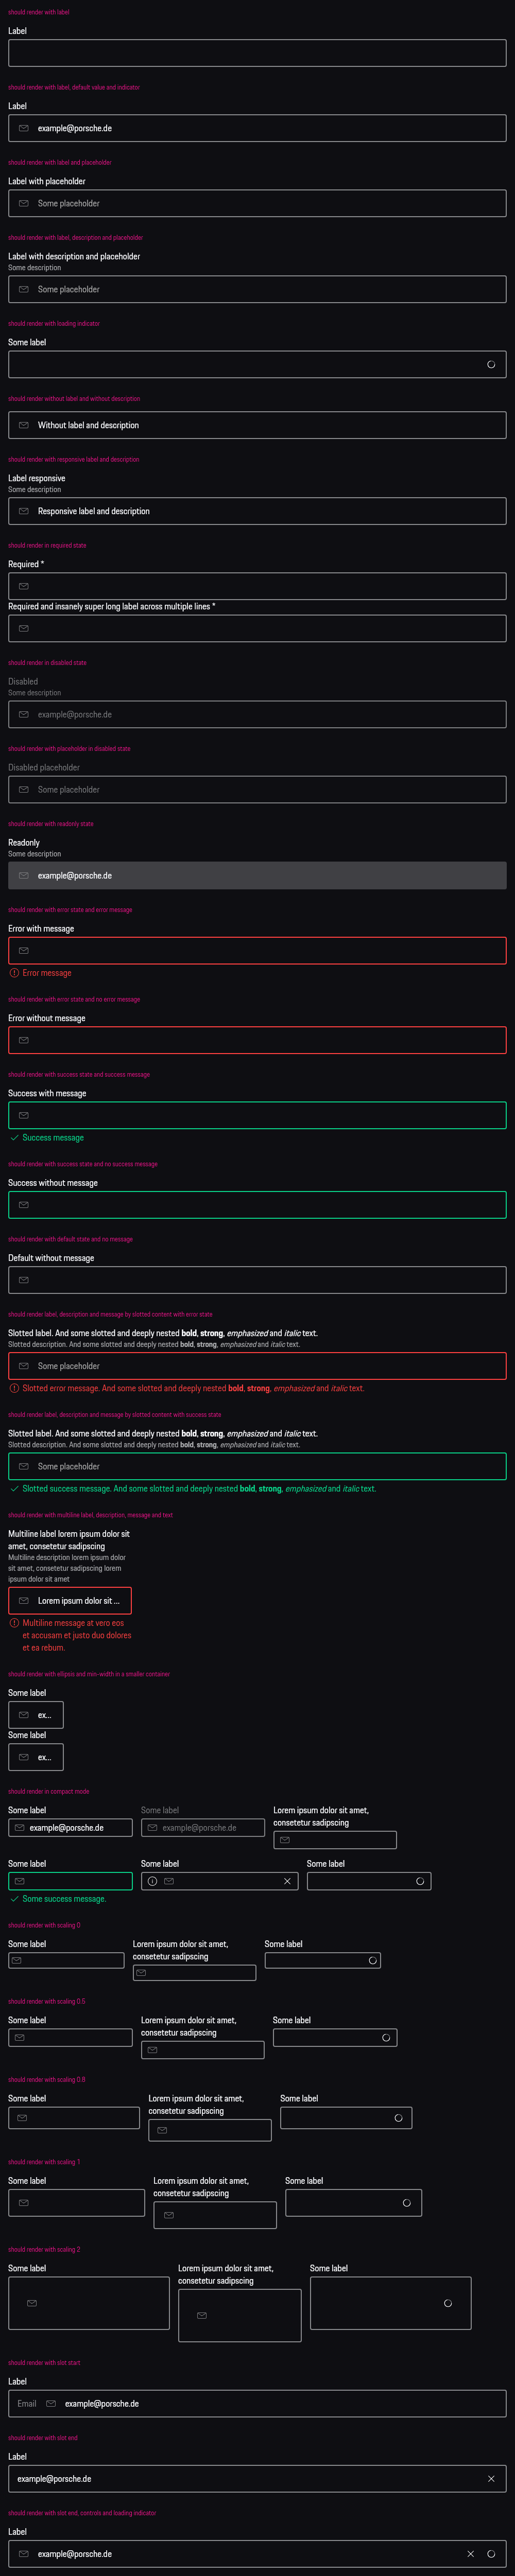 should render with label
Label
should render with label, default value and indicator
Label
example@porsche.de
should render with label and placeholder
Label with placeholder
Some placeholder
should render with label, description and placeholder
Label with description and placeholder
Some description
Some placeholder
should render with loading indicator
Some label
should render without label and without description
Without label and description
should render with responsive label and description
Label responsive
Some description
Responsive label and description
should render in required state
Required *
Required and insanely super long label across multiple lines *
should render in disabled state
Disabled
Some description
example@porsche.de
should render with placeholder in disabled state
Disabled placeholder
Some placeholder
should render with readonly state
Readonly
Some description
example@porsche.de
should render with error state and error message
Error with message
Error message
should render with error state and no error message
Error without message
should render with success state and success message
Success with message
Success message
should render with success state and no success message
Success without message
should render with default state and no message
Default without message
should render label, description and message by slotted content with error state
Slotted label. And some slotted and deeply nested bold, strong, emphasized and italic text.
Slotted description. And some slotted and deeply nested bold, strong, emphasized and italic text.
Some placeholder
Slotted error message. And some slotted and deeply nested bold, strong, emphasized and italic text.
should render label, description and message by slotted content with success state
Slotted label. And some slotted and deeply nested bold, strong, emphasized and italic text.
Slotted description. And some slotted and deeply nested bold, strong, emphasized and italic text.
Some placeholder
Slotted success message. And some slotted and deeply nested bold, strong, emphasized and italic text.
should render with multiline label, description, message and text
Multiline label lorem ipsum dolor sit
amet, consetetur sadipscing
Multiline description lorem ipsum dolor
sit amet, consetetur sadipscing lorem
ipsum dolor sit amet
Lorem ipsum dolor sit ...
Multiline message at vero eos
et accusam et justo duo dolores
et ea rebum.
should render with ellipsis and min-width in a smaller container
Some label
ex...
Some label
ex...
should render in compact mode
Some label
example@porsche.de
Some label
example@porsche.de
Lorem ipsum dolor sit amet,
consetetur sadipscing
Some label
Some success message.
Some label
Some label
should render with scaling 0
Some label
Lorem ipsum dolor sit amet,
consetetur sadipscing
Some label
should render with scaling 0.5
Some label
Lorem ipsum dolor sit amet,
consetetur sadipscing
Some label
should render with scaling 0.8
Some label
Lorem ipsum dolor sit amet,
consetetur sadipscing
Some label
should render with scaling 1
Some label
Lorem ipsum dolor sit amet,
consetetur sadipscing
Some label
should render with scaling 2
Some label
Lorem ipsum dolor sit amet,
consetetur sadipscing
Some label
should render with slot start
Label
Email example@porsche.de
should render with slot end
Label
example@porsche.de
should render with slot end, controls and loading indicator
Label
example@porsche.de